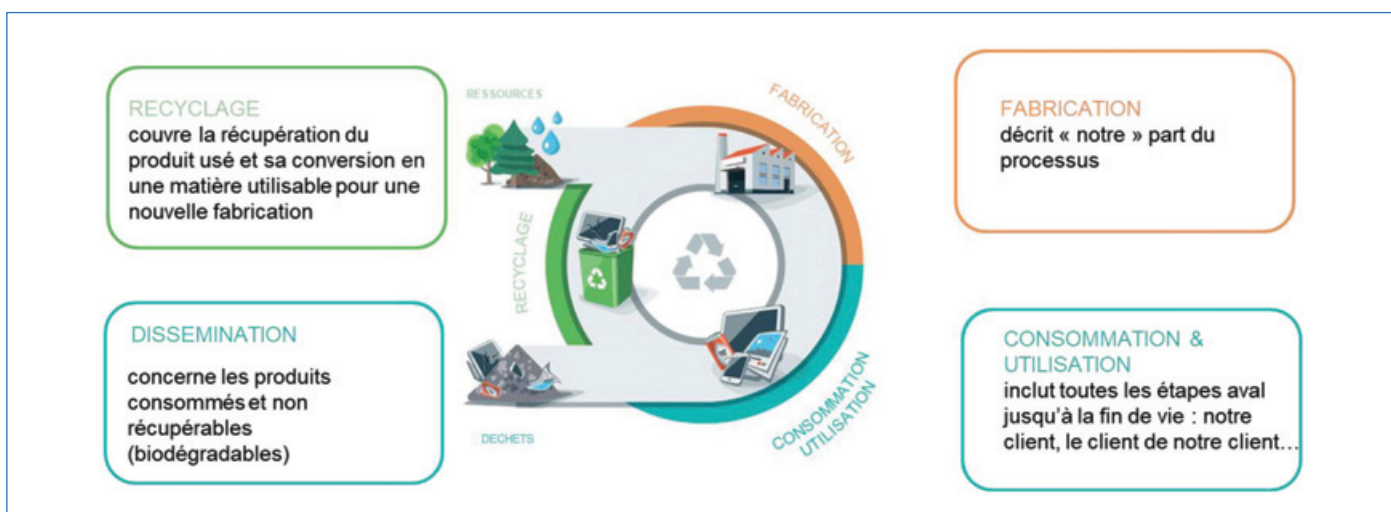 RECYCLAGE
couvre la récupération du
produit usé et sa conversion en
une matière utilisable pour une
nouvelle fabrication
DISSEMINATION
concerne les produits
consommés et non
récupérables
(biodégradables)
RESSOURCES
FABRICATION
RECYCLAGE
CONSOMMATION
UTILISATION
DECHETS
FABRICATION
décrit « notre » part du
processus
CONSOMMATION &
UTILISATION
inclut toutes les étapes aval
jusqu'à la fin de vie : notre
client, le client de notre client…